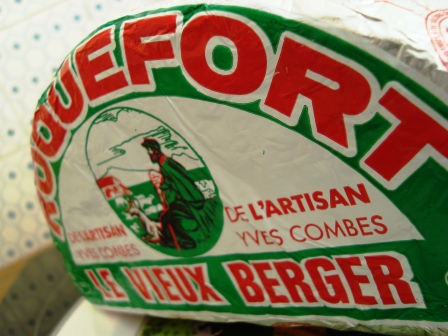 ROQUEFORT
DE L'ARTISAN
YVES COMBES
DE L'ARTISAN
YVES COMBES
LE VIEUX BERGER